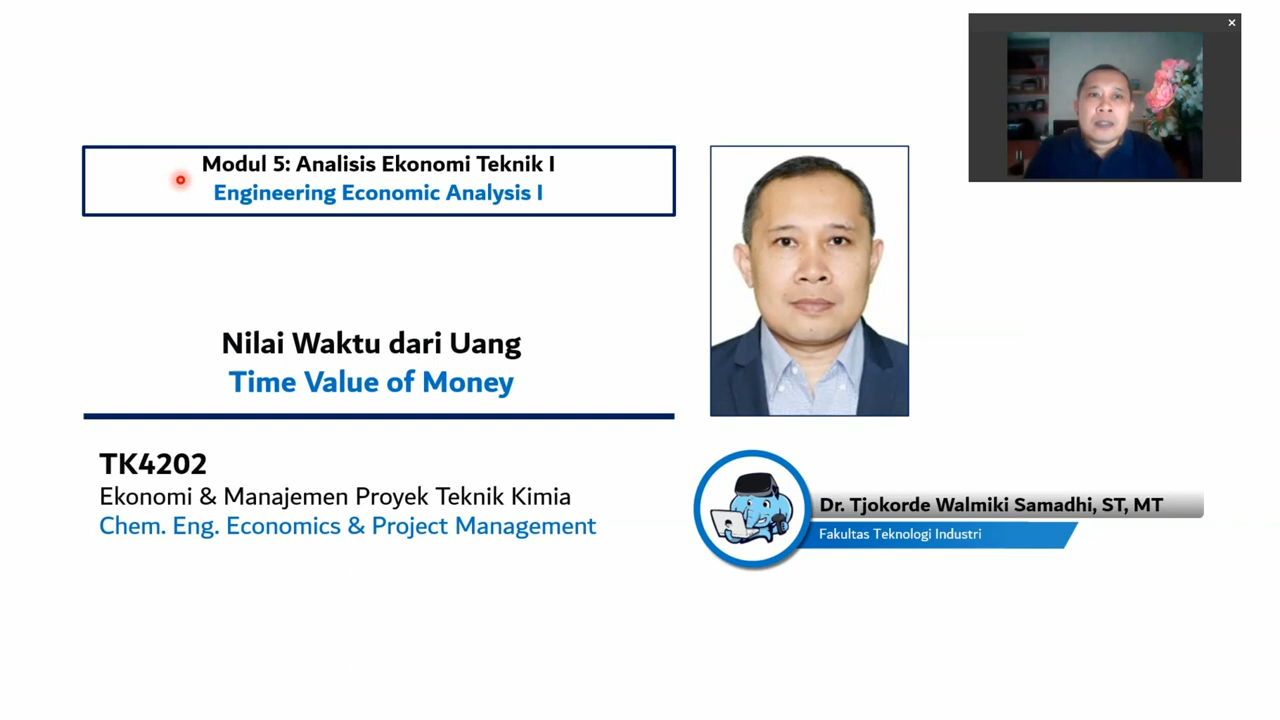 Modul 5: Analisis Ekonomi Teknik I
Engineering Economic Analysis I
Nilai Waktu dari Uang
Time Value of Money
TK4202
Ekonomi & Manajemen Proyek Teknik Kimia
Chem. Eng. Economics & Project Management
Dr. Tjokorde Walmiki Samadhi, ST, MT
Fakultas Teknologi Industri